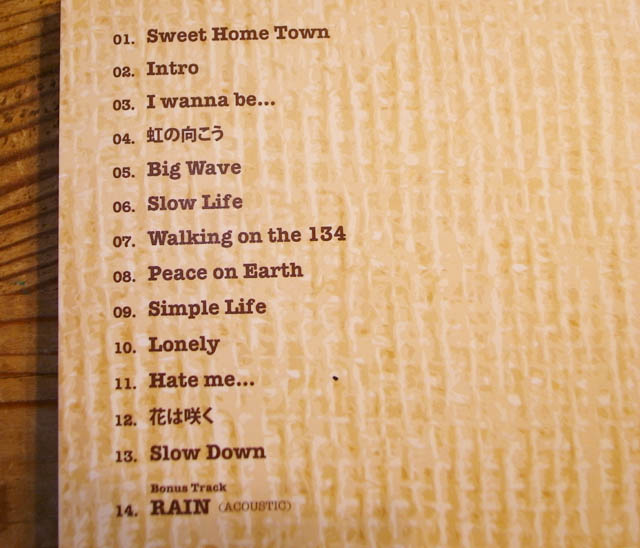 01. Sweet Home Town
02. Intro
03. I wanna be...
04. 虹の向こう
05. Big Wave
06. Slow Life
07. Walking on the 134
08. Peace on Earth
09. Simple Life
10. Lonely
11. Hate me...
12. 花は咲く
13. Slow Down
Bonus Track
14. RAIN (ACOUSTIC)